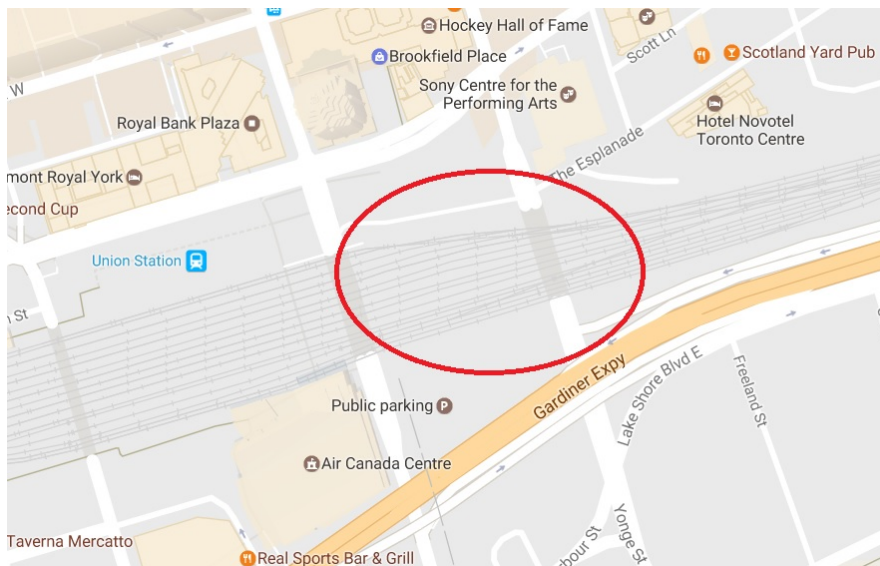 Hockey Hall of Fame
W
Brookfield Place
Scott Ln
Scotland Yard Pub
Sony Centre for the
Performing Arts
Royal Bank Plaza
Hotel Novotel
Toronto Centre
The Esplanade
mont Royal York
econd Cup
Union Station
n St
Gardiner Expy
Lake Shore Blvd E
Freeland St
Public parking
P
Air Canada Centre
Yonge St
bour St
Taverna Mercatto
Real Sports Bar & Grill